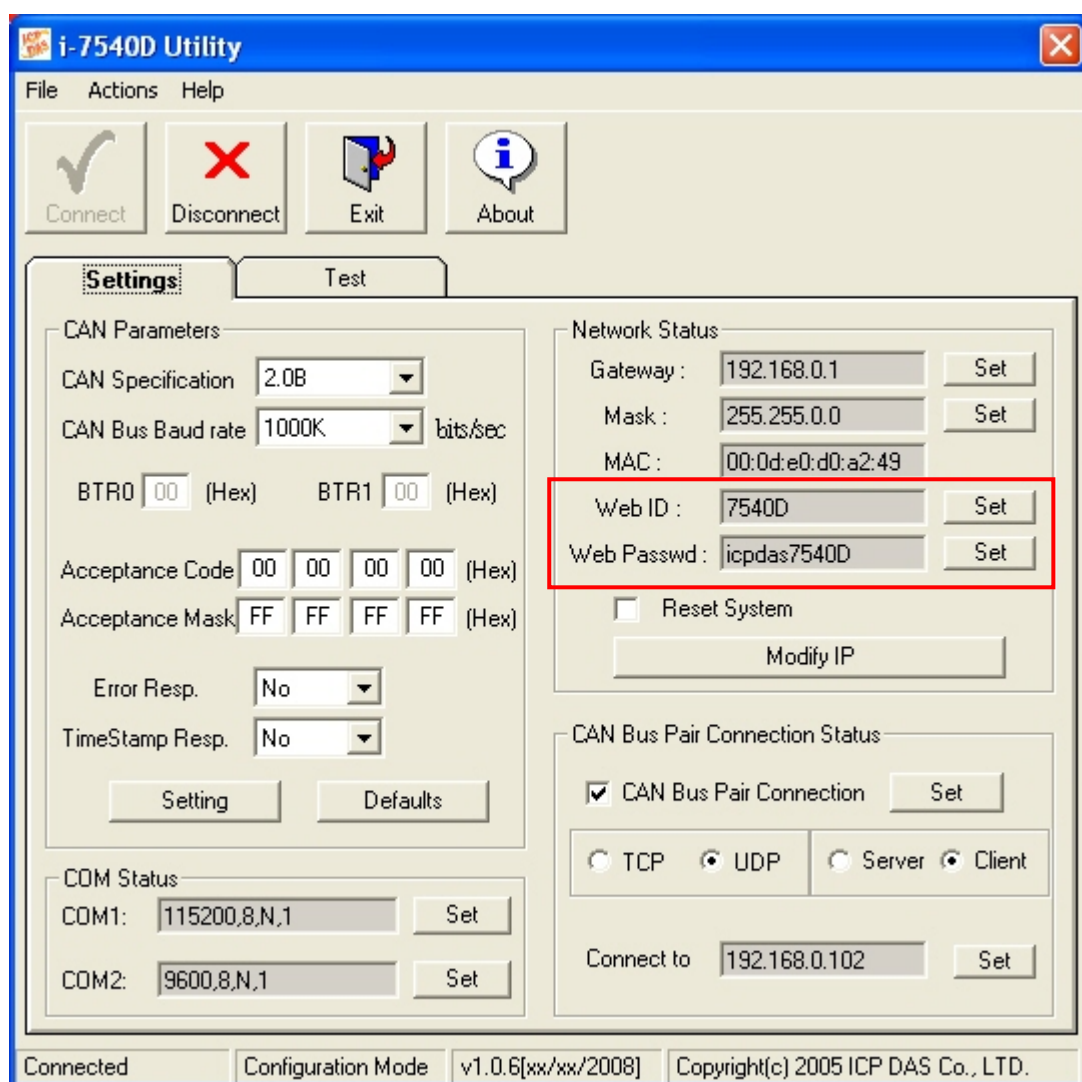 i-7540D Utility
File Actions Help
Connect Disconnect Exit About
Settings Test
CAN Parameters
CAN Specification 2.0B
CAN Bus Baud rate 1000K bits/sec
BTR0 00 (Hex) BTR1 00 (Hex)
Acceptance Code 00 00 00 00 (Hex)
Acceptance Mask FF FF FF FF (Hex)
Error Resp. No
TimeStamp Resp. No
Setting Defaults
COM Status
COM1: 115200,8,N,1 Set
COM2: 9600,8,N,1 Set
Network Status
Gateway : 192.168.0.1 Set
Mask : 255.255.0.0 Set
MAC : 00:0d:e0:d0:a2:49
Web ID : 7540D Set
Web Passwd : icpdas7540D Set
Reset System
Modify IP
CAN Bus Pair Connection Status
CAN Bus Pair Connection Set
TCP UDP Server Client
Connect to 192.168.0.102 Set
Connected Configuration Mode v1.0.6[xx/xx/2008] Copyright(c) 2005 ICP DAS Co., LTD.